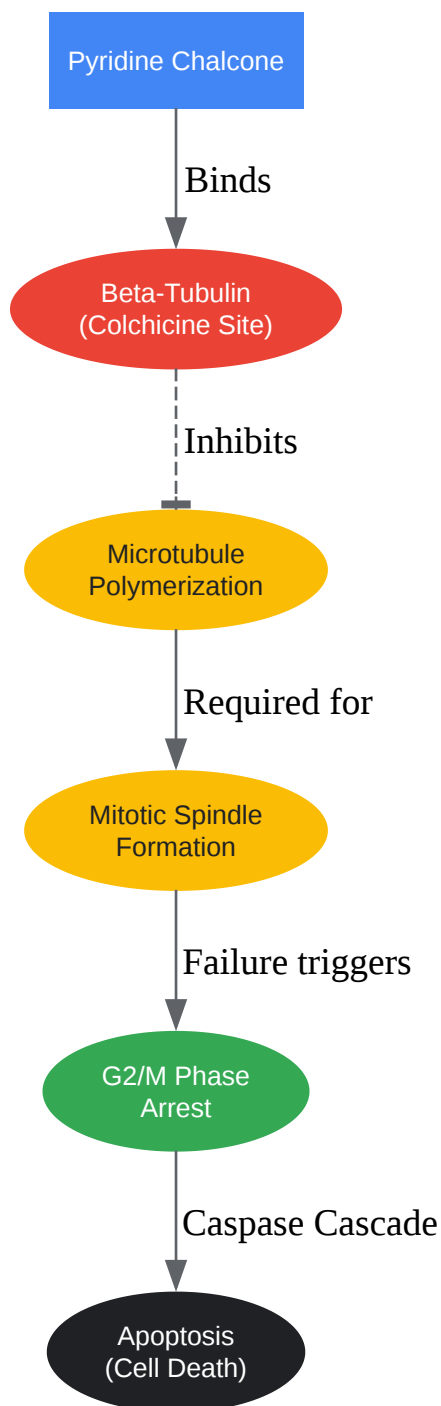 Pyridine Chalcone
Binds
Beta-Tubulin
(Colchicine Site)
Inhibits
Microtubule
Polymerization
Required for
Mitotic Spindle
Formation
Failure triggers
G2/M Phase
Arrest
Caspase Cascade
Apoptosis
(Cell Death)